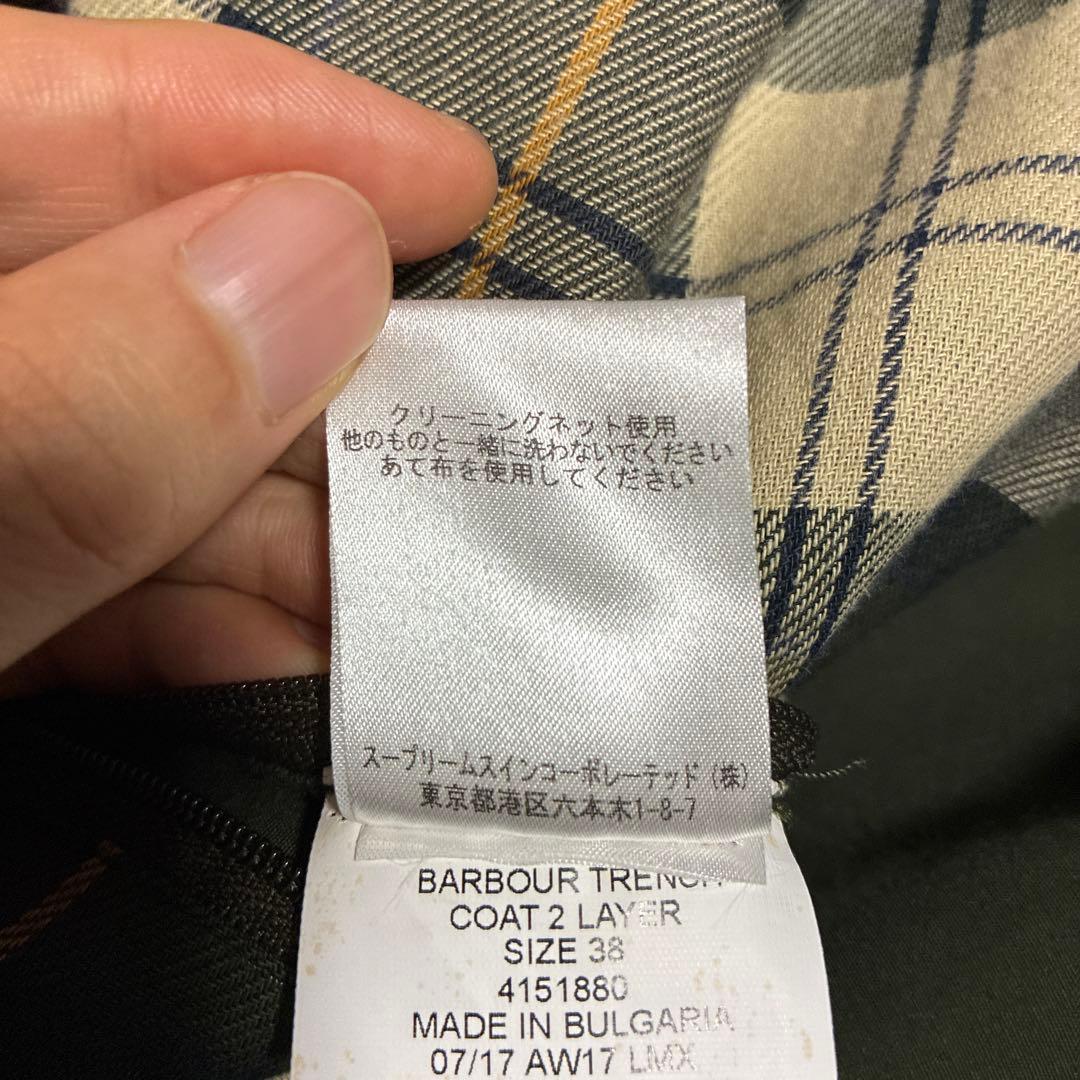 クリーニングネット使用
他のものと一緒に洗わないでください
あて布を使用してください
スープリームスインコーポレーテッド（株）
東京都港区六本木1-8-7
BARBOUR TRENCH
COAT 2 LAYER
SIZE 38
4151880
MADE IN BULGARIA
07/17 AW17 LMX